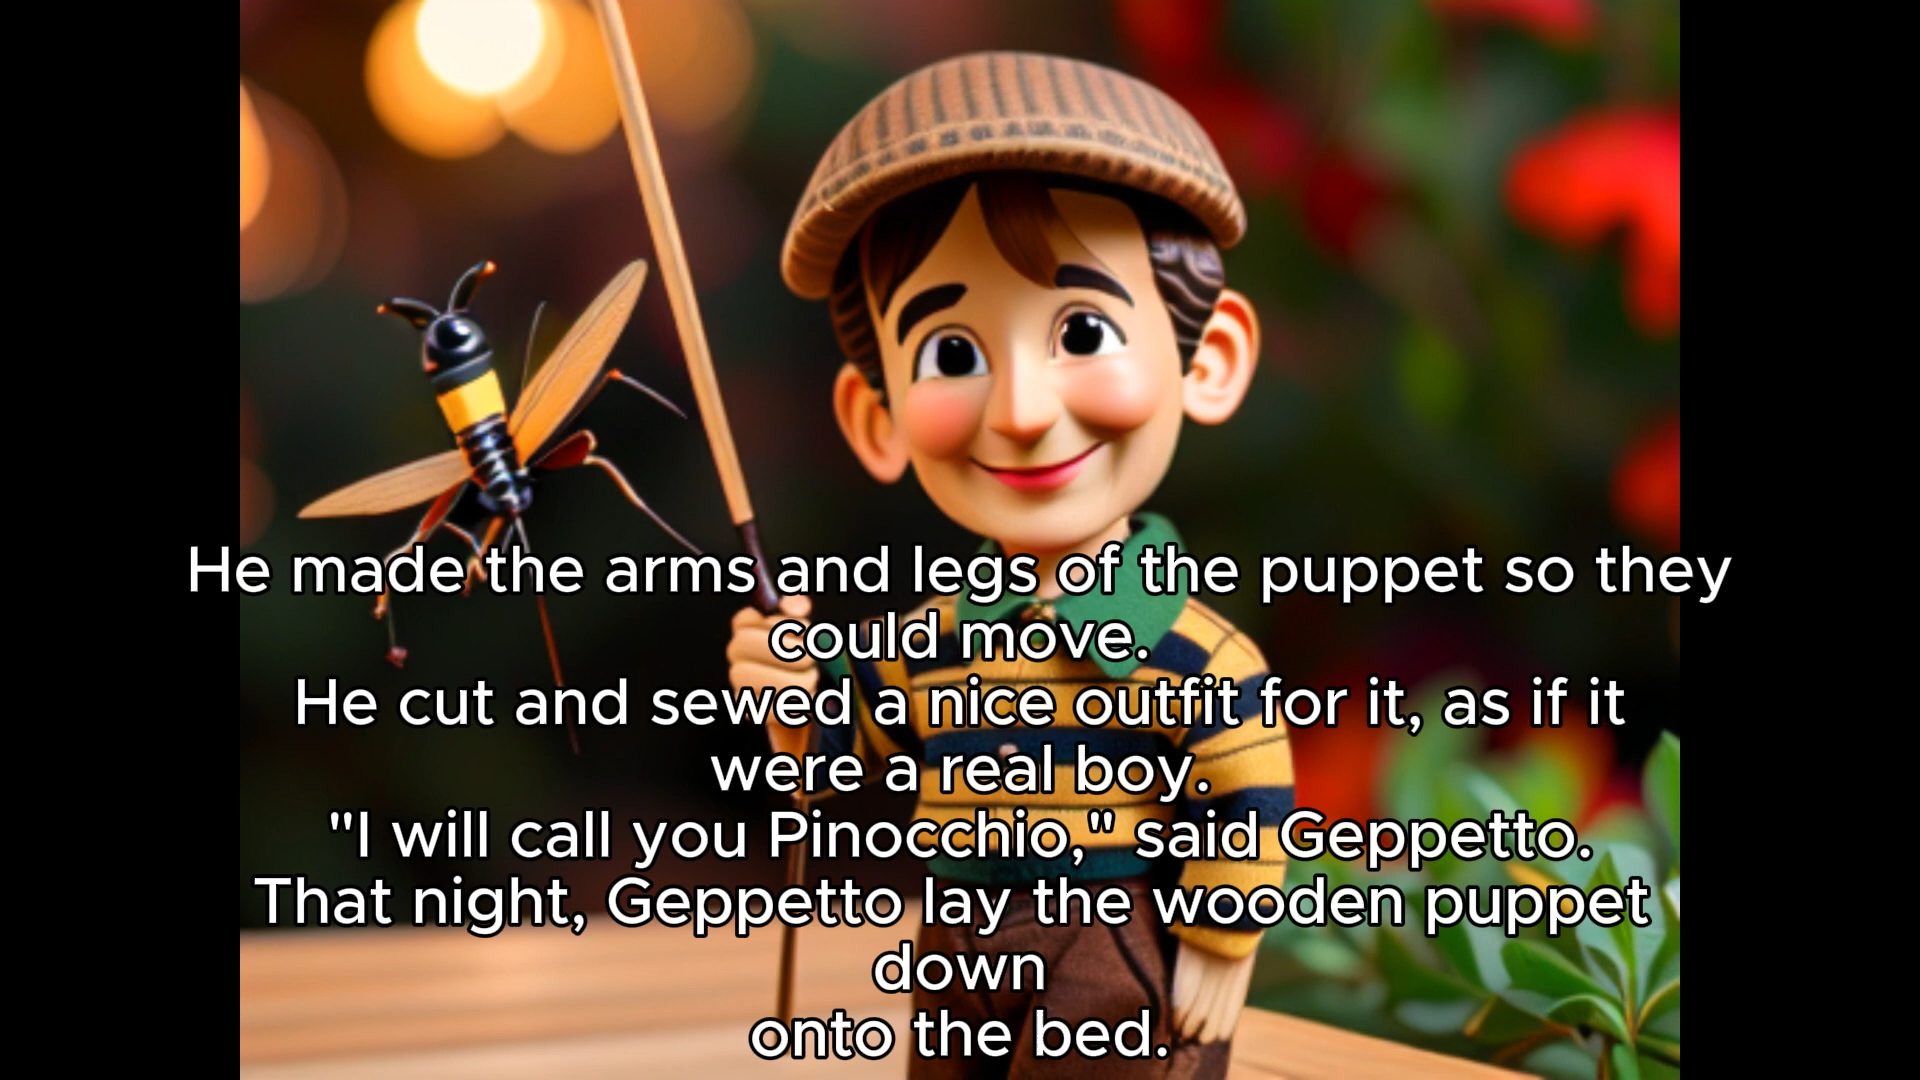 He made the arms and legs of the puppet so they
could move.
He cut and sewed a nice outfit for it, as if it
were a real boy.
"I will call you Pinocchio," said Geppetto.
That night, Geppetto lay the wooden puppet
down
onto the bed.